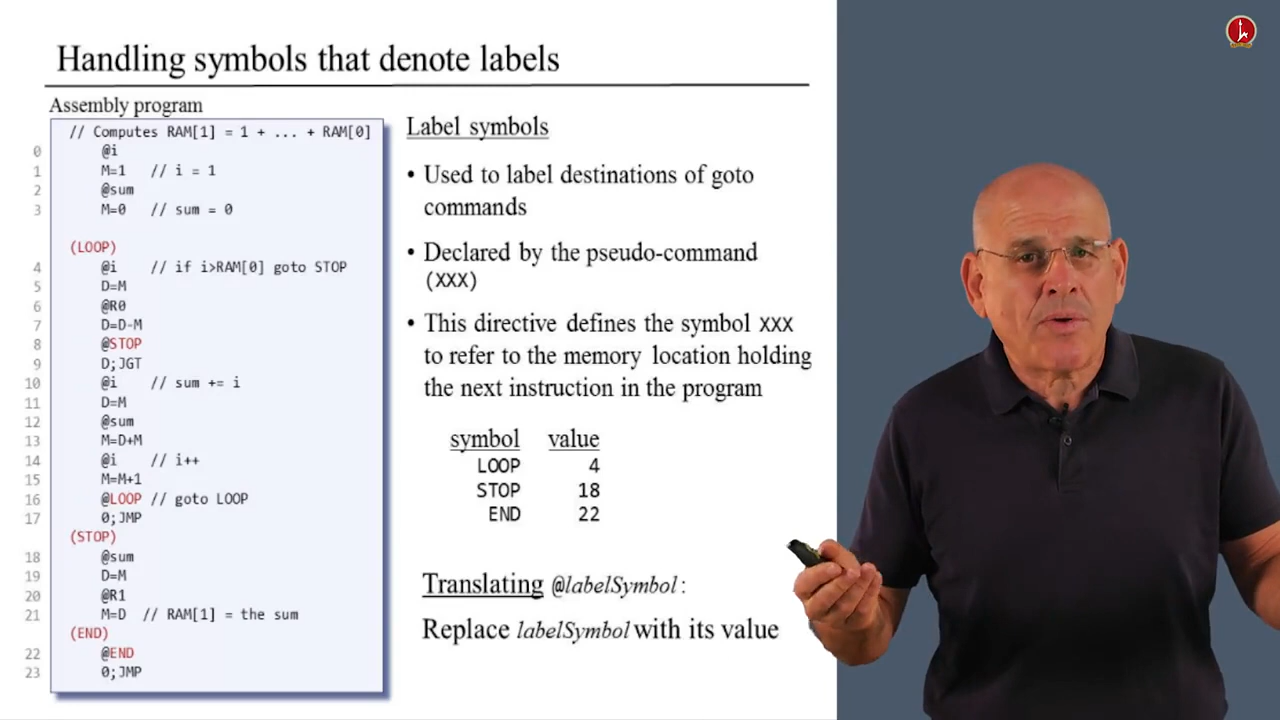 Handling symbols that denote labels
Assembly program
// Computes RAM[1] = 1 + ... + RAM[0]
0 @i
1 M=1 // i = 1
2 @sum
3 M=0 // sum = 0
(LOOP)
4 @i // if i>RAM[0] goto STOP
5 D=M
6 @R0
7 D=D-M
8 @STOP
9 D;JGT
10 @i // sum += i
11 D=M
12 @sum
13 M=D+M
14 @i // i++
15 M=M+1
16 @LOOP // goto LOOP
17 0;JMP
(STOP)
18 @sum
19 D=M
20 @R1
21 M=D // RAM[1] = the sum
(END)
22 @END
23 0;JMP
Label symbols
• Used to label destinations of goto
commands
• Declared by the pseudo-command
(XXX)
• This directive defines the symbol XXX
to refer to the memory location holding
the next instruction in the program
symbol value
LOOP 4
STOP 18
END 22
Translating @labelSymbol:
Replace labelSymbol with its value